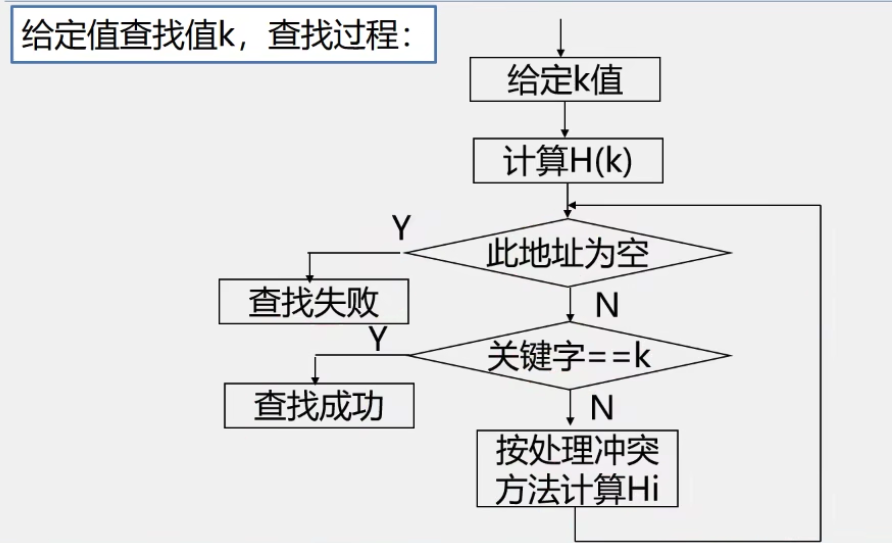 给定值查找值k，查找过程：
给定k值
计算H(k)
Y
此地址为空
查找失败
N
Y
关键字==k
查找成功
N
按处理冲突
方法计算Hi